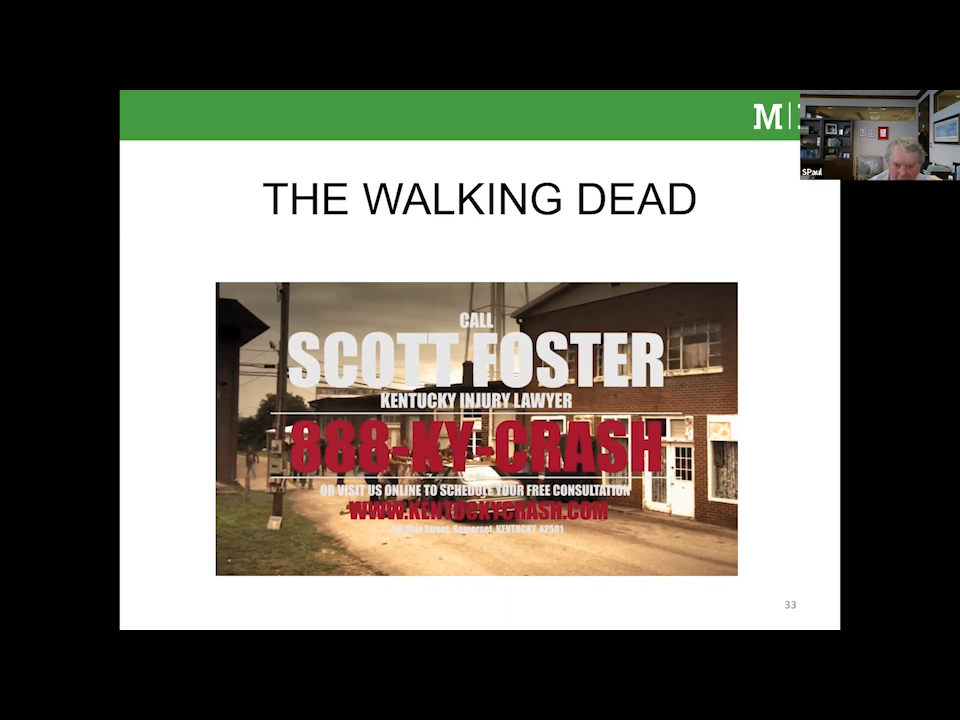 M|
SPaul
THE WALKING DEAD
CALL
SCOTT FOSTER
KENTUCKY INJURY LAWYER
888-KY-CRASH
OR VISIT US ONLINE TO SCHEDULE YOUR FREE CONSULTATION
WWW.KENTUCKYCRASH.COM
Street, Somerset, KENTUCKY 42501
33